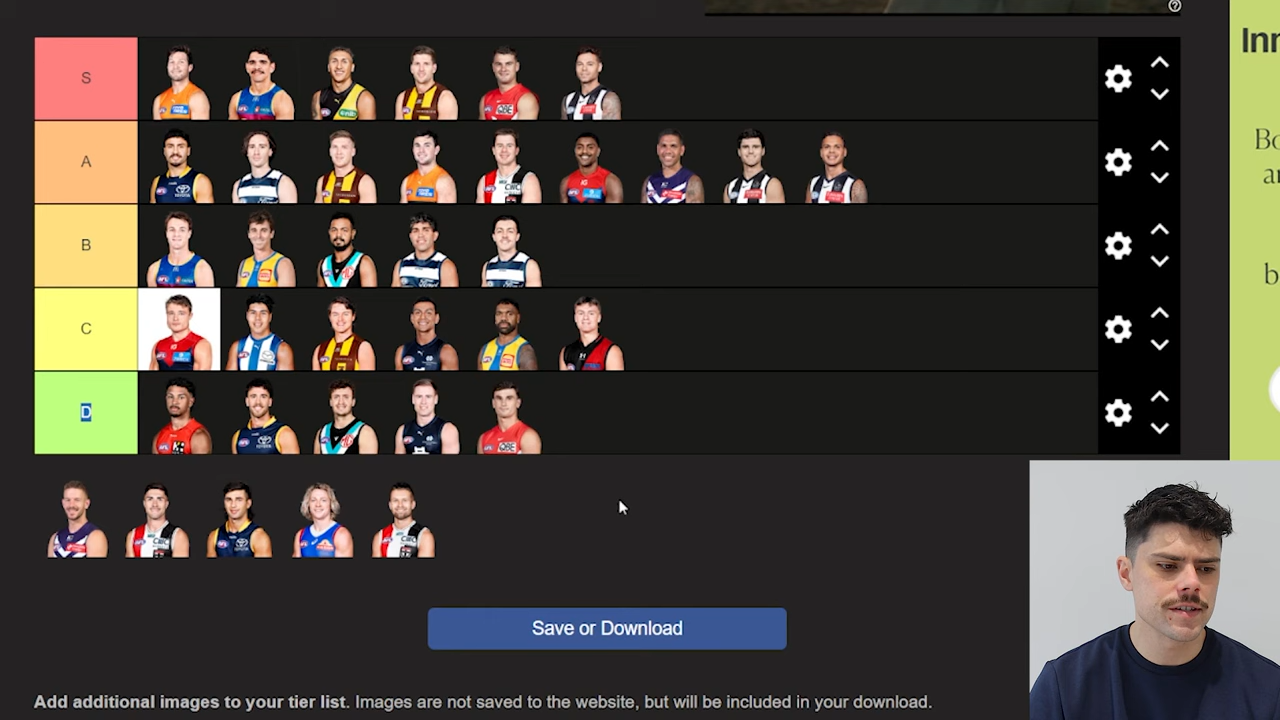 Inn
S
A
Bo
ar
B
b
C
D
Save or Download
Add additional images to your tier list. Images are not saved to the website, but will be included in your download.